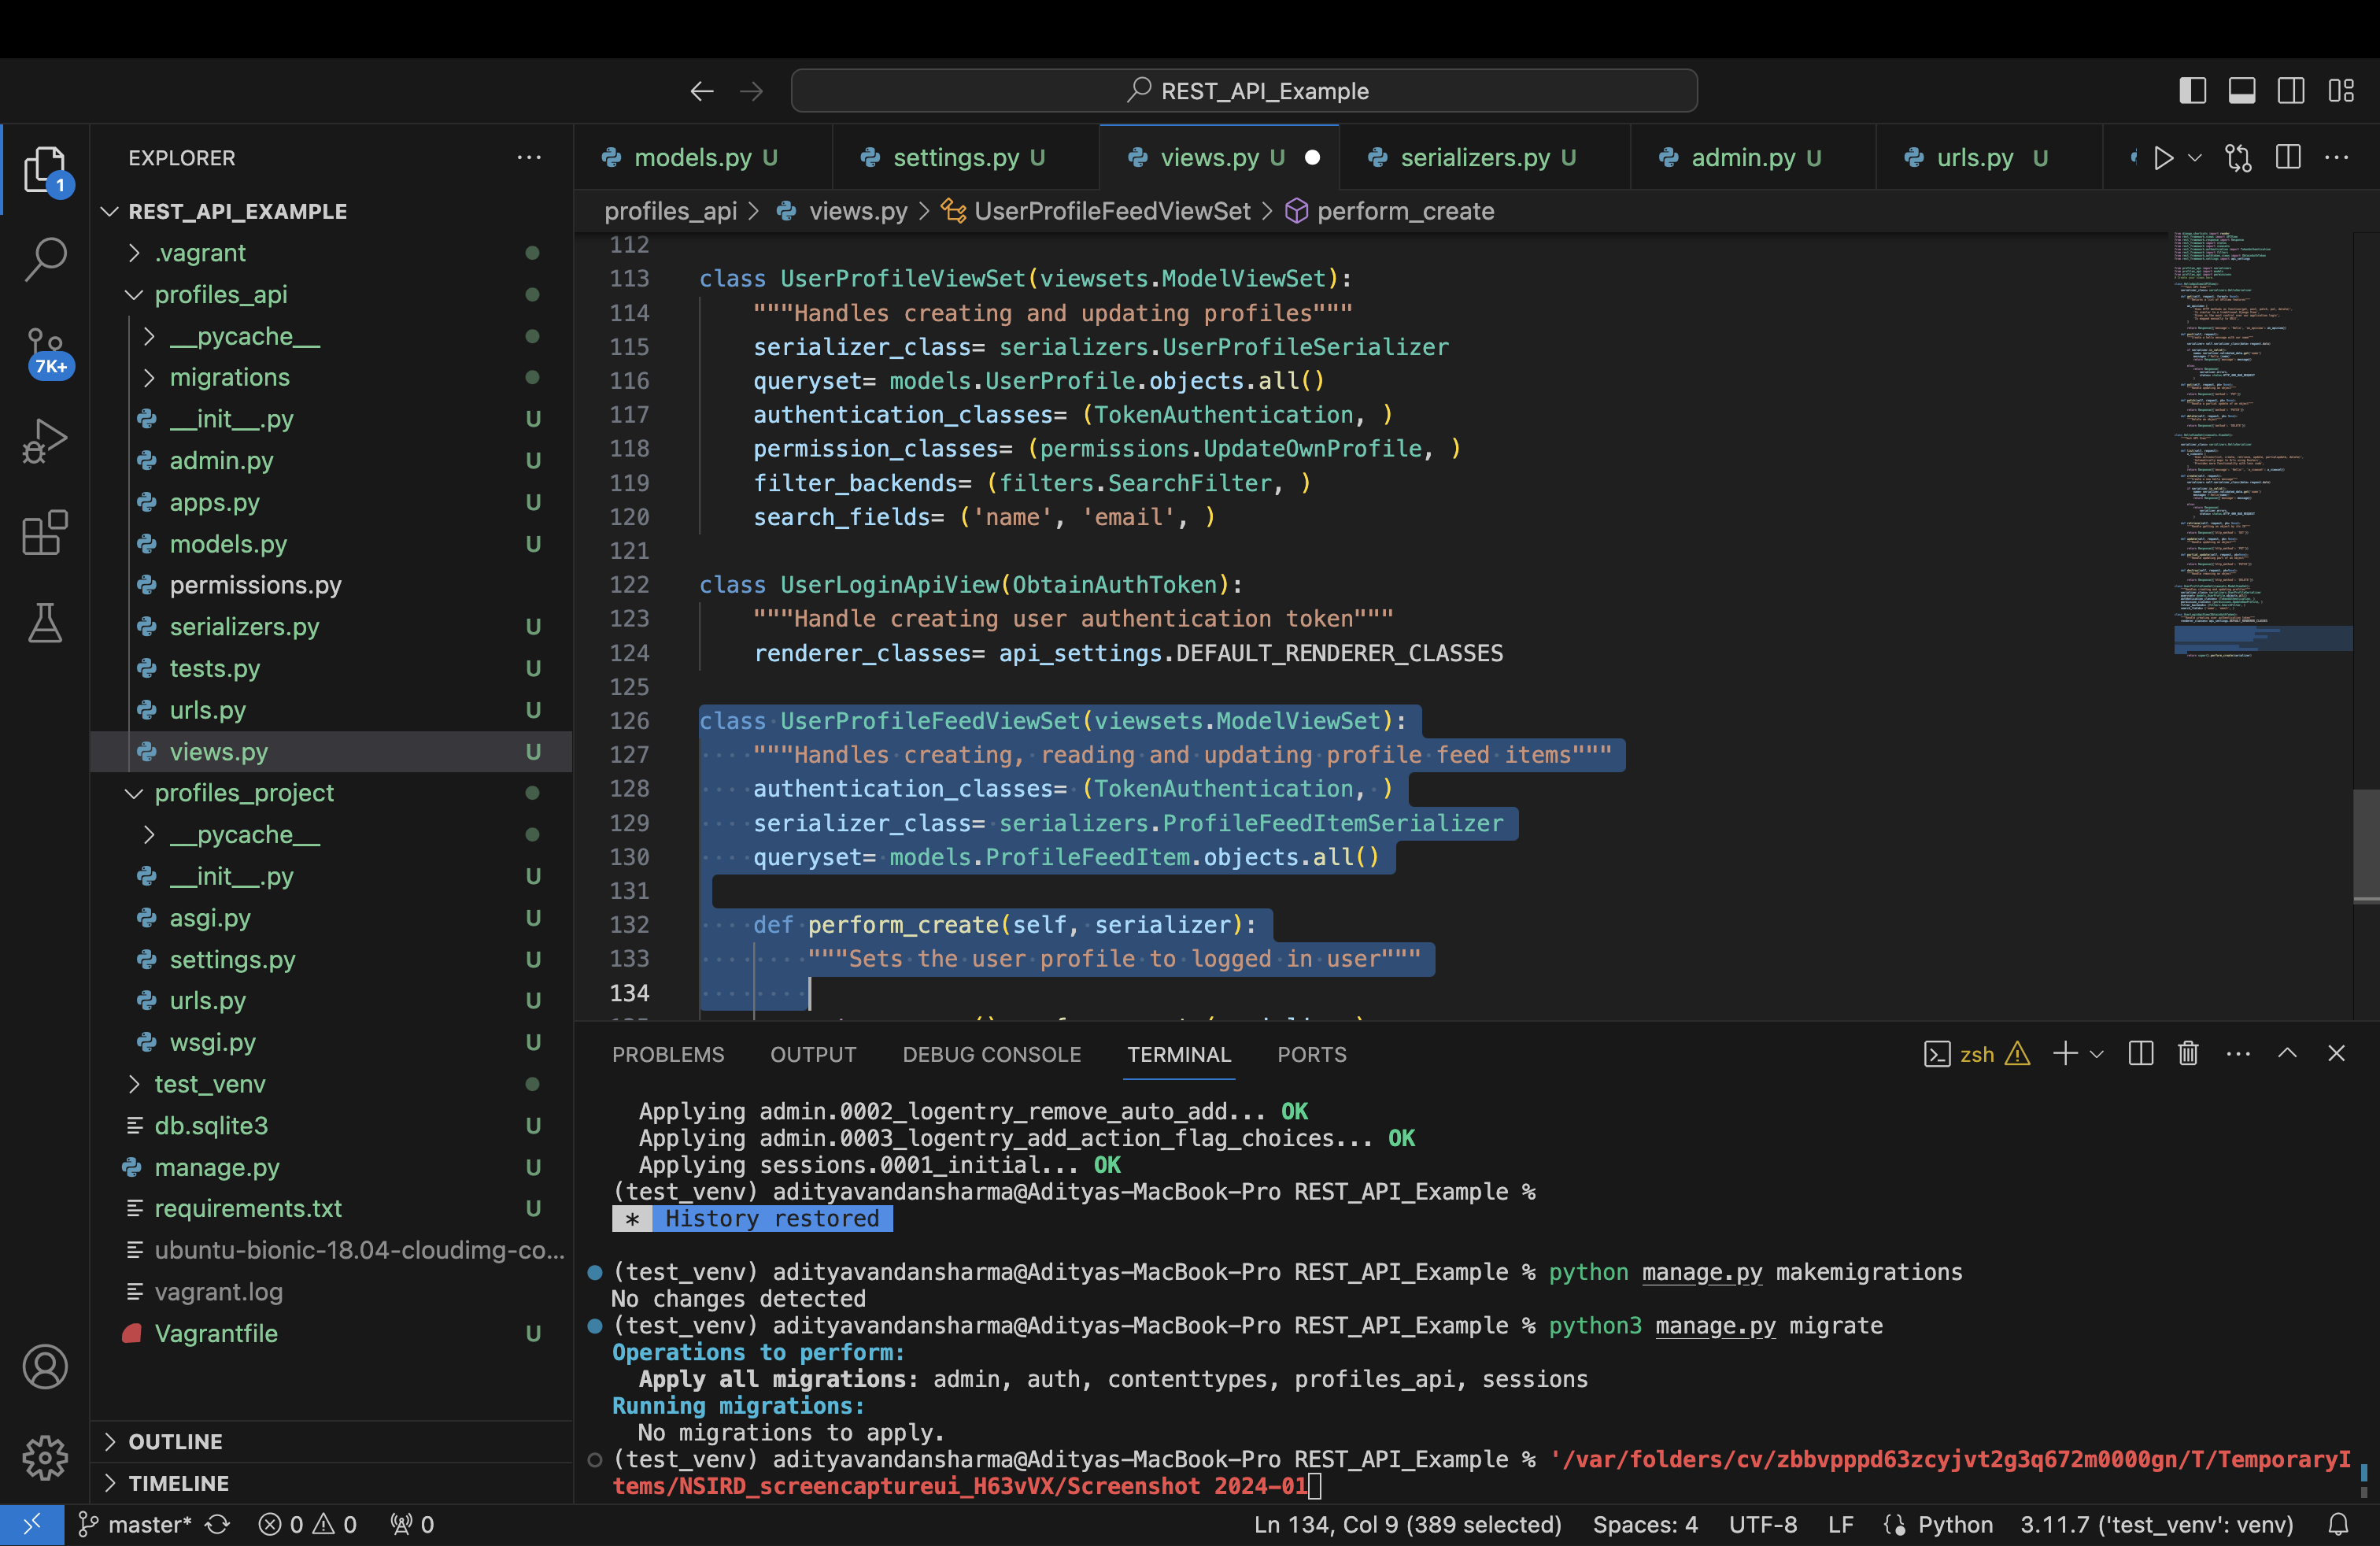 REST_API_Example
EXPLORER
REST_API_EXAMPLE
.vagrant
profiles_api
__pycache__
migrations
__init__.py U
admin.py U
apps.py U
models.py U
permissions.py
serializers.py U
tests.py U
urls.py U
views.py U
profiles_project
__pycache__
__init__.py U
asgi.py U
settings.py U
urls.py U
wsgi.py U
test_venv
db.sqlite3 U
manage.py U
requirements.txt U
ubuntu-bionic-18.04-cloudimg-co...
vagrant.log
Vagrantfile U
OUTLINE
TIMELINE
1
7K+
models.py U
settings.py U
views.py U
serializers.py U
admin.py U
urls.py U
profiles_api > views.py > UserProfileFeedViewSet > perform_create
112
113 class UserProfileViewSet(viewsets.ModelViewSet):
114 """Handles creating and updating profiles"""
115 serializer_class= serializers.UserProfileSerializer
116 queryset= models.UserProfile.objects.all()
117 authentication_classes= (TokenAuthentication, )
118 permission_classes= (permissions.UpdateOwnProfile, )
119 filter_backends= (filters.SearchFilter, )
120 search_fields= ('name', 'email', )
121
122 class UserLoginApiView(ObtainAuthToken):
123 """Handle creating user authentication token"""
124 renderer_classes= api_settings.DEFAULT_RENDERER_CLASSES
125
126 class UserProfileFeedViewSet(viewsets.ModelViewSet):
127 """Handles creating, reading and updating profile feed items"""
128 authentication_classes= (TokenAuthentication, )
129 serializer_class= serializers.ProfileFeedItemSerializer
130 queryset= models.ProfileFeedItem.objects.all()
131
132 def perform_create(self, serializer):
133 """Sets the user profile to logged in user"""
134
PROBLEMS OUTPUT DEBUG CONSOLE TERMINAL PORTS
zsh
Applying admin.0002_logentry_remove_auto_add... OK
Applying admin.0003_logentry_add_action_flag_choices... OK
Applying sessions.0001_initial... OK
(test_venv) adityavandansharma@Adityas-MacBook-Pro REST_API_Example %
* History restored
(test_venv) adityavandansharma@Adityas-MacBook-Pro REST_API_Example % python manage.py makemigrations
No changes detected
(test_venv) adityavandansharma@Adityas-MacBook-Pro REST_API_Example % python3 manage.py migrate
Operations to perform:
Apply all migrations: admin, auth, contenttypes, profiles_api, sessions
Running migrations:
No migrations to apply.
(test_venv) adityavandansharma@Adityas-MacBook-Pro REST_API_Example % '/var/folders/cv/zbbvpppd63zcyjvt2g3q672m0000gn/T/TemporaryI
tems/NSIRD_screencaptureui_H63vVX/Screenshot 2024-01
master* 0 0 0
Ln 134, Col 9 (389 selected) Spaces: 4 UTF-8 LF Python 3.11.7 ('test_venv': venv)